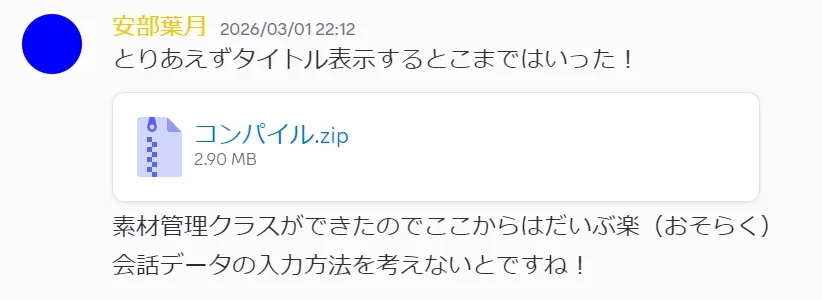 安部葉月 2026/03/01 22:12
とりあえずタイトル表示するとこまではいった！
コンパイル.zip
2.90 MB
素材管理クラスができたのでここからはだいぶ楽（おそらく）
会話データの入力方法を考えないとですね！